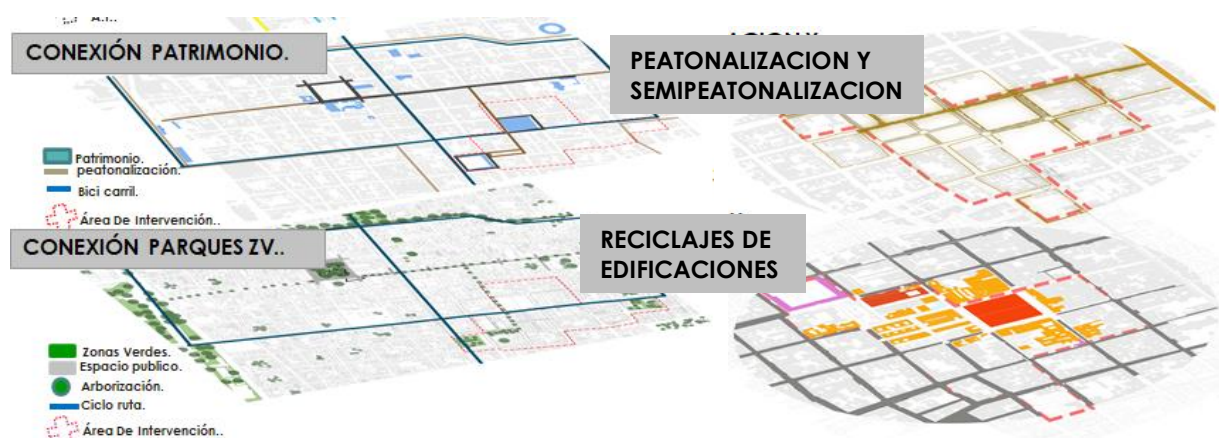 CONEXIÓN PATRIMONIO.
Patrimonio.
peatonalización.
Bici carril.
Área De Intervención..
PEATONALIZACION Y
SEMIPEATONALIZACION
CONEXIÓN PARQUES ZV..
Zonas Verdes.
Espacio publico.
Arborización.
Ciclo ruta.
Área De Intervención..
RECICLAJES DE
EDIFICACIONES